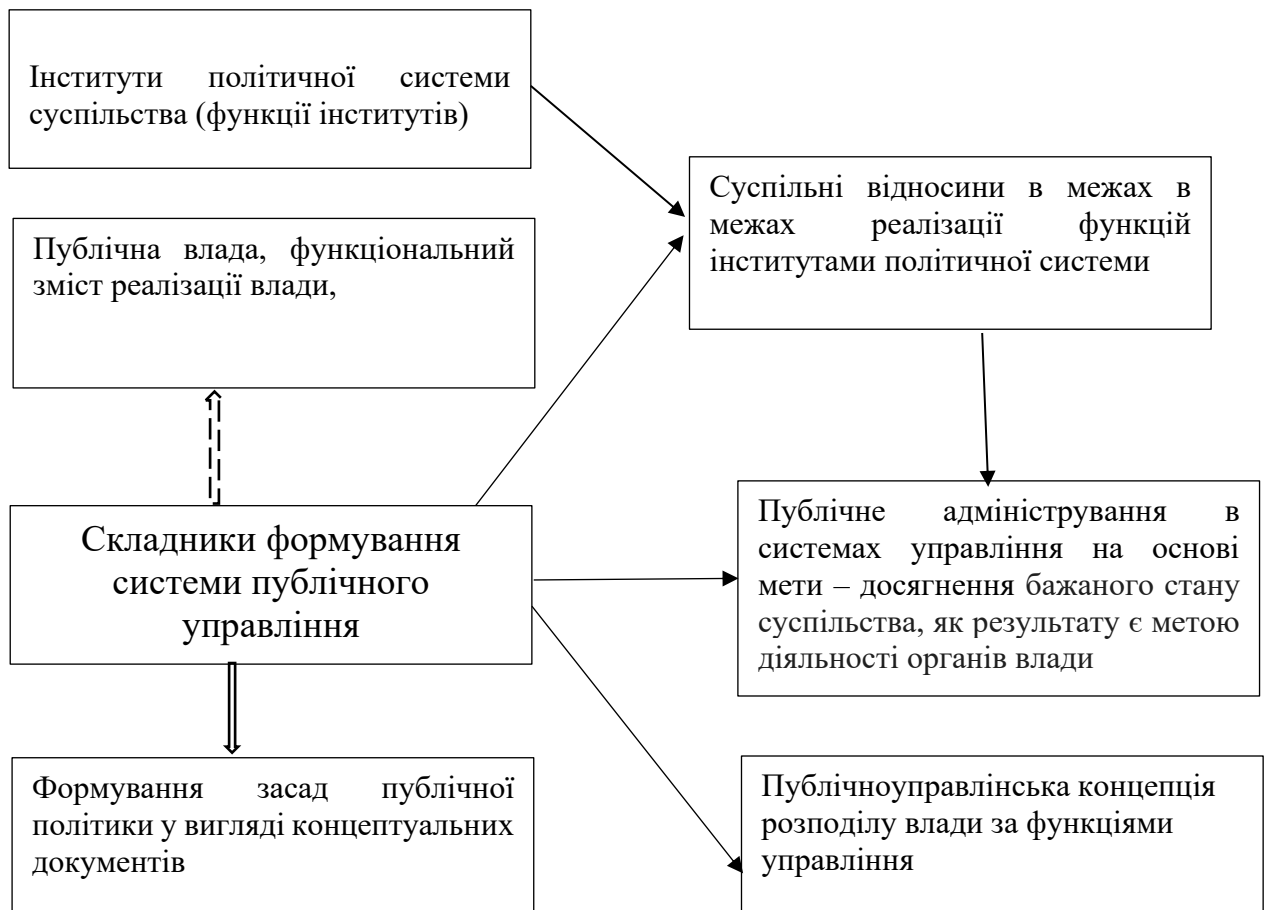 Інститути політичної системи
суспільства (функції інститутів)
Суспільні відносини в межах в
межах реалізації функцій
інститутами політичної системи
Публічна влада, функціональний
зміст реалізації влади,
Складники формування
системи публічного
управління
Публічне адміністрування в
системах управління на основі
мети – досягнення бажаного стану
суспільства, як результату є метою
діяльності органів влади
Формування засад публічної
політики у вигляді концептуальних
документів
Публічноуправлінська концепція
розподілу влади за функціями
управління